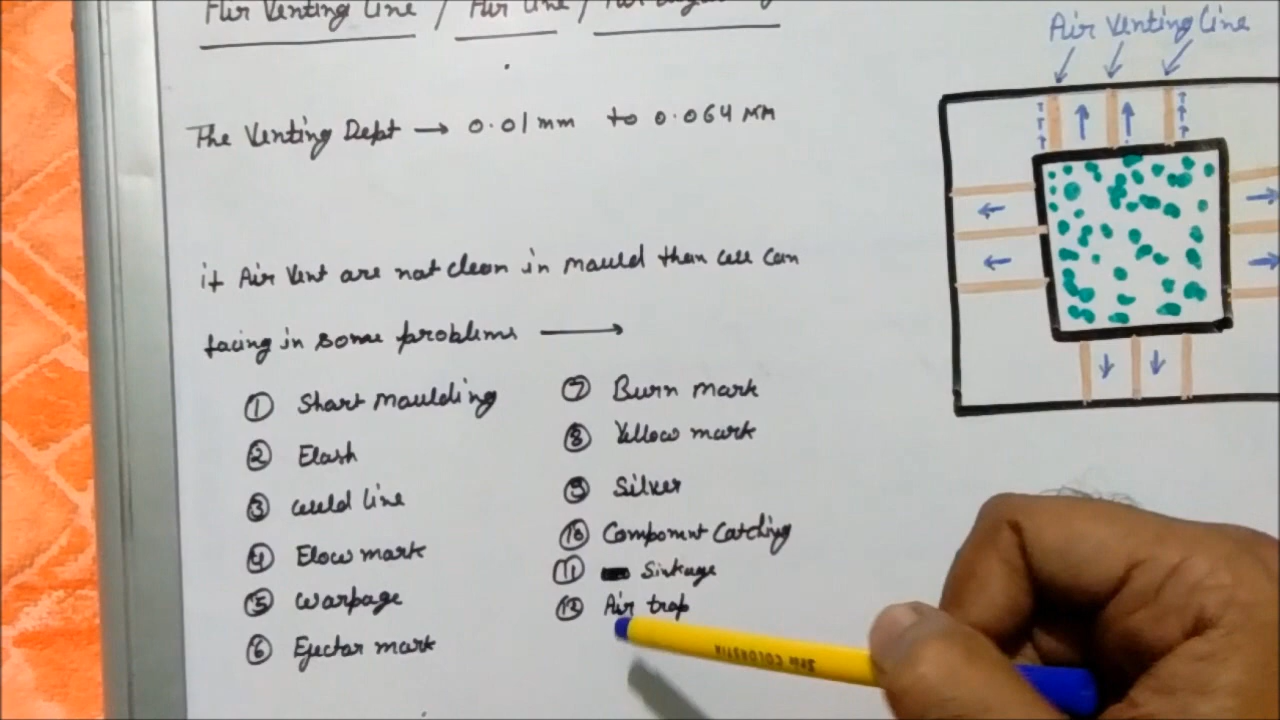 Air Venting Line / Air Line /
Air Venting Line
The Venting Dept → 0.01 mm to 0.064 MM
if Air Vent are not clean in mauld than we can
facing in some problems →
① Short Maulding
② Flash
③ weld line
④ Flow mark
⑤ Warpage
⑥ Ejector mark
⑦ Burn mark
⑧ Yellow mark
⑨ Silver
⑩ Component Catching
⑪ Sinkage
⑫ Air trap